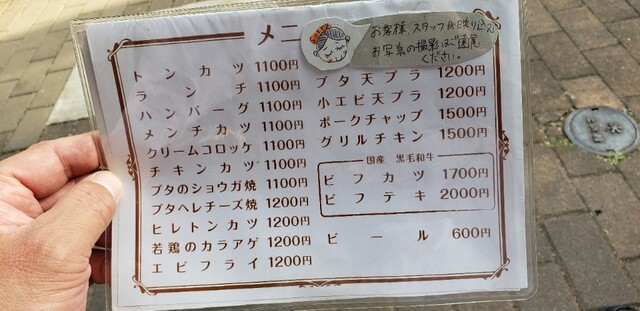 メニ
お客様、スタッフが映り込む
お写真の撮影はご遠慮
ください。
トンカツ 1100円
ランチ 1100円
ハンバーグ 1100円
メンチカツ 1100円
クリームコロッケ 1100円
チキンカツ 1100円
ブタのショウガ焼 1100円
ブタヘレチーズ焼 1200円
ヒレトンカツ 1200円
若鶏のカラアゲ 1200円
エビフライ 1200円
ブタ天プラ 1200円
小エビ天プラ 1200円
ポークチャップ 1500円
グリルチキン 1500円
国産 黒毛和牛
ビフカツ 1700円
ビフテキ 2000円
ビール 600円